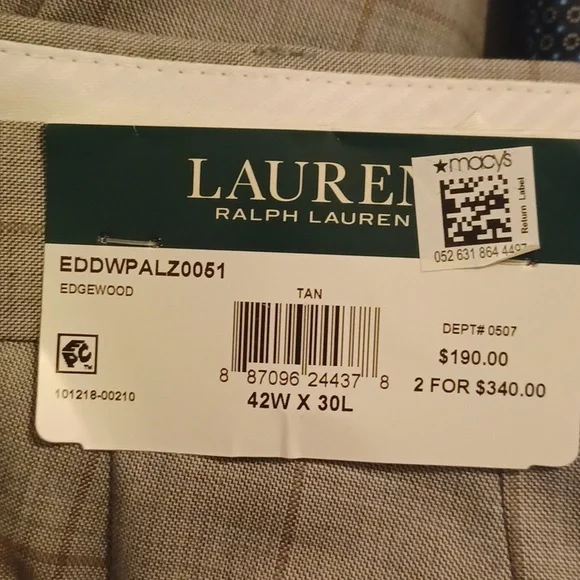 LAUREN
RALPH LAUREN
★macy's
Return Label
052 631 864 4497
EDDWPALZ0051
EDGEWOOD
TAN
DEPT# 0507
$190.00
2 FOR $340.00
8 87096 24437 8
42W X 30L
101218-00210